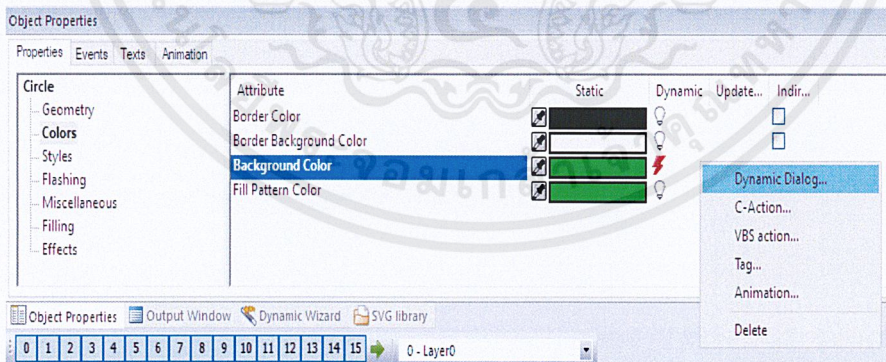 Object Properties
Properties Events Texts Animation
Circle
Geometry
Colors
Styles
Flashing
Miscellaneous
Filling
Effects
Attribute Static Dynamic Update... Indir...
Border Color
Border Background Color
Background Color
Fill Pattern Color
Dynamic Dialog...
C-Action...
VBS action...
Tag...
Animation...
Delete
Object Properties Output Window Dynamic Wizard SVG library
0 1 2 3 4 5 6 7 8 9 10 11 12 13 14 15 0 - Layer0